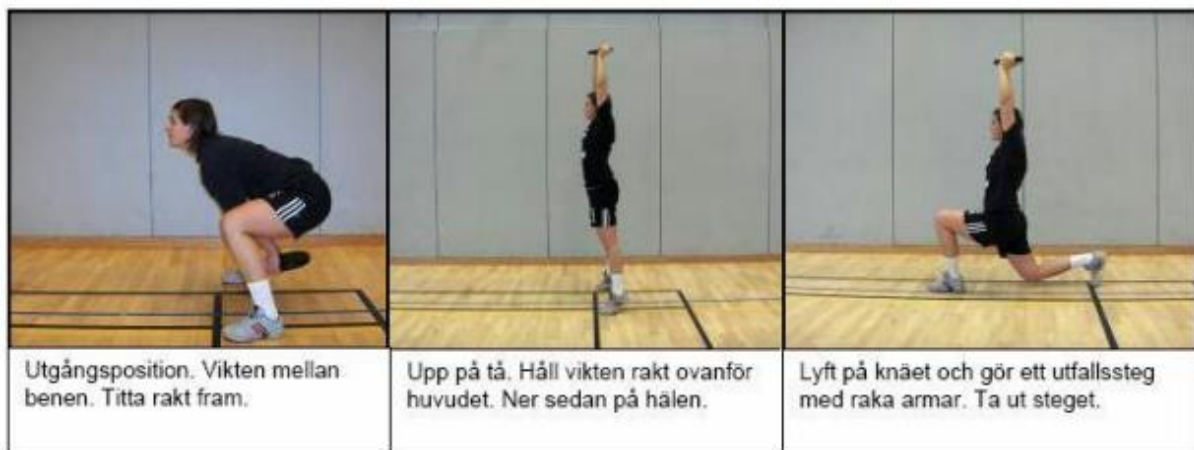 Utgångsposition. Vikten mellan
benen. Titta rakt fram.
Upp på tå. Håll vikten rakt ovanför
huvudet. Ner sedan på hälen.
Lyft på knäet och gör ett utfallssteg
med raka armar. Ta ut steget.